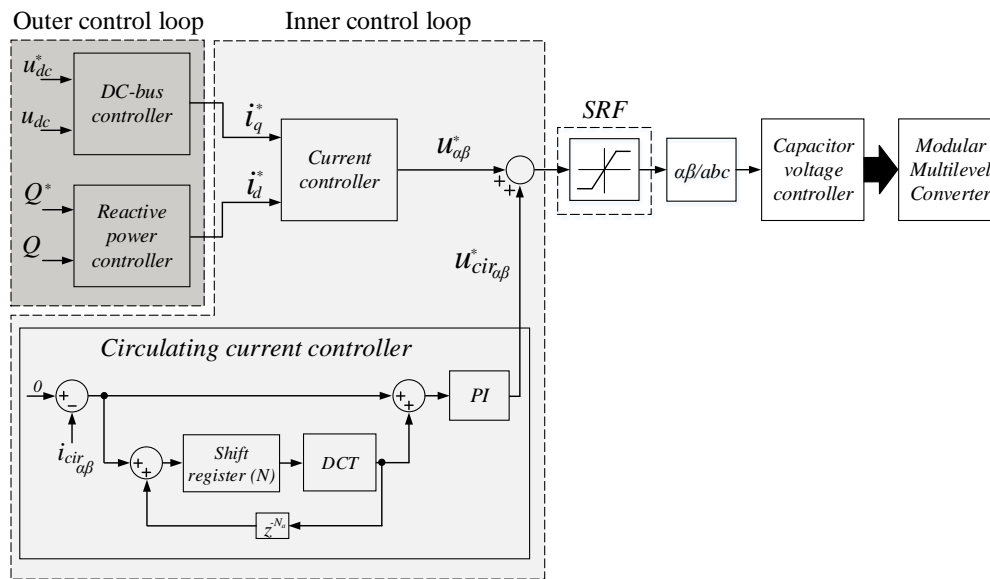 Outer control loop
Inner control loop
u*dc
udc
DC-bus
controller
Q*
Q
Reactive
power
controller
i*q
i*d
Current
controller
u*αβ
+
+
SRF
αβ/abc
Capacitor
voltage
controller
Modular
Multilevel
Converter
u*cirαβ
Circulating current controller
0
+
−
icirαβ
+
+
Shift
register (N)
DCT
z-Na
+
+
PI